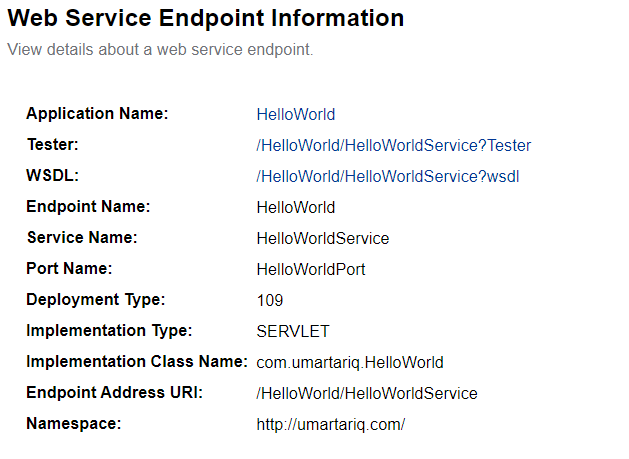 Web Service Endpoint Information
View details about a web service endpoint.
Application Name: HelloWorld
Tester: /HelloWorld/HelloWorldService?Tester
WSDL: /HelloWorld/HelloWorldService?wsdl
Endpoint Name: HelloWorld
Service Name: HelloWorldService
Port Name: HelloWorldPort
Deployment Type: 109
Implementation Type: SERVLET
Implementation Class Name: com.umartariq.HelloWorld
Endpoint Address URI: /HelloWorld/HelloWorldService
Namespace: http://umartariq.com/